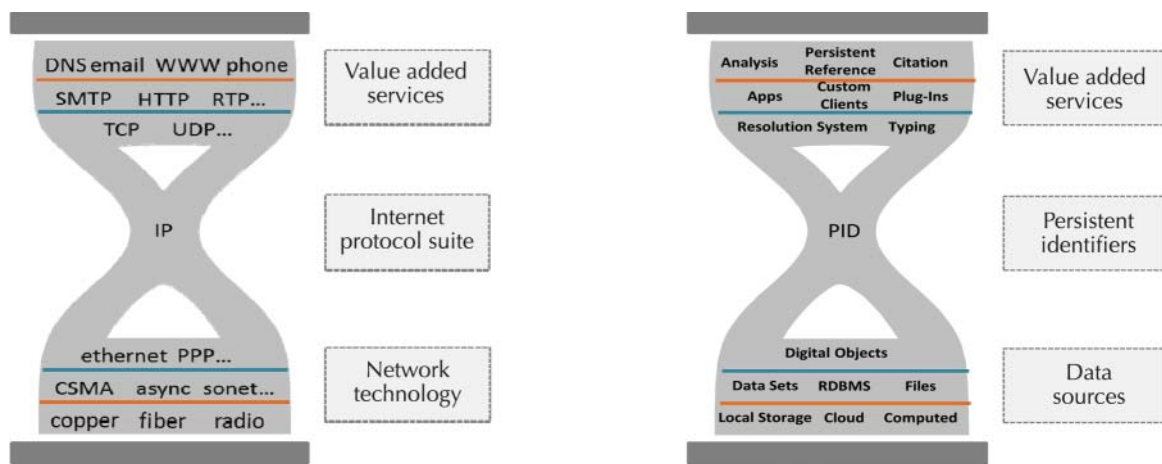 DNS email WWW phone
SMTP HTTP RTP...
TCP UDP...
IP
ethernet PPP...
CSMA async sonet...
copper fiber radio
Value added
services
Internet
protocol suite
Network
technology
Analysis Persistent Reference Citation
Apps Custom Clients Plug-Ins
Resolution System Typing
PID
Digital Objects
Data Sets RDBMS Files
Local Storage Cloud Computed
Value added
services
Persistent
identifiers
Data
sources